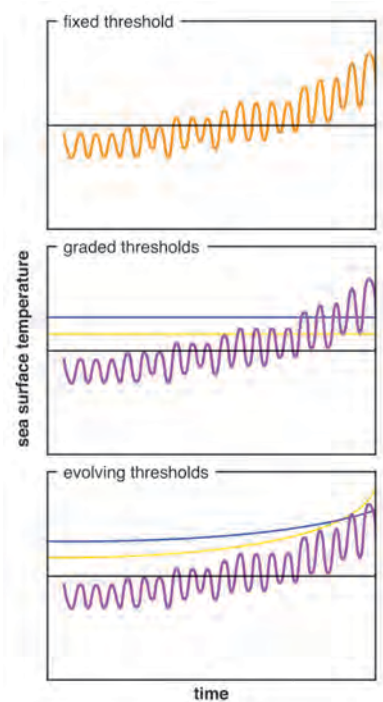 fixed threshold
graded thresholds
sea surface temperature
evolving thresholds
time